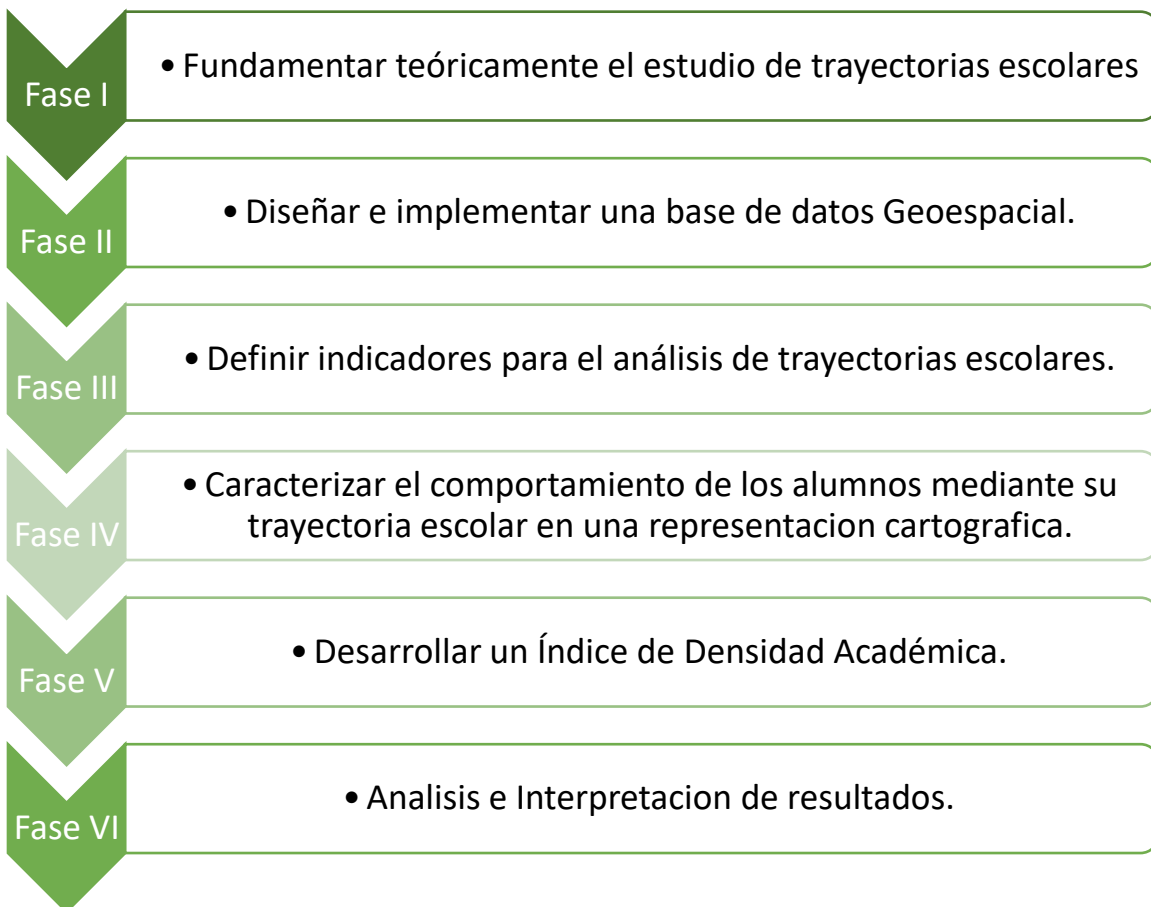 Fase I
• Fundamentar teóricamente el estudio de trayectorias escolares
Fase II
• Diseñar e implementar una base de datos Geoespacial.
Fase III
• Definir indicadores para el análisis de trayectorias escolares.
Fase IV
• Caracterizar el comportamiento de los alumnos mediante su
trayectoria escolar en una representacion cartografica.
Fase V
• Desarrollar un Índice de Densidad Académica.
Fase VI
• Analisis e Interpretacion de resultados.